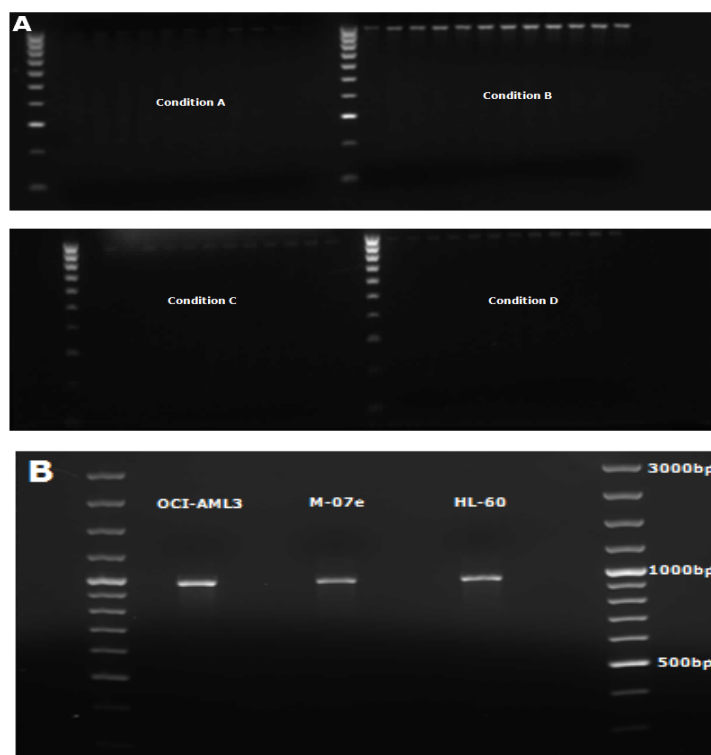 A
Condition A
Condition B
Condition C
Condition D
B
OCI-AML3
M-07e
HL-60
3000bp
1000bp
500bp